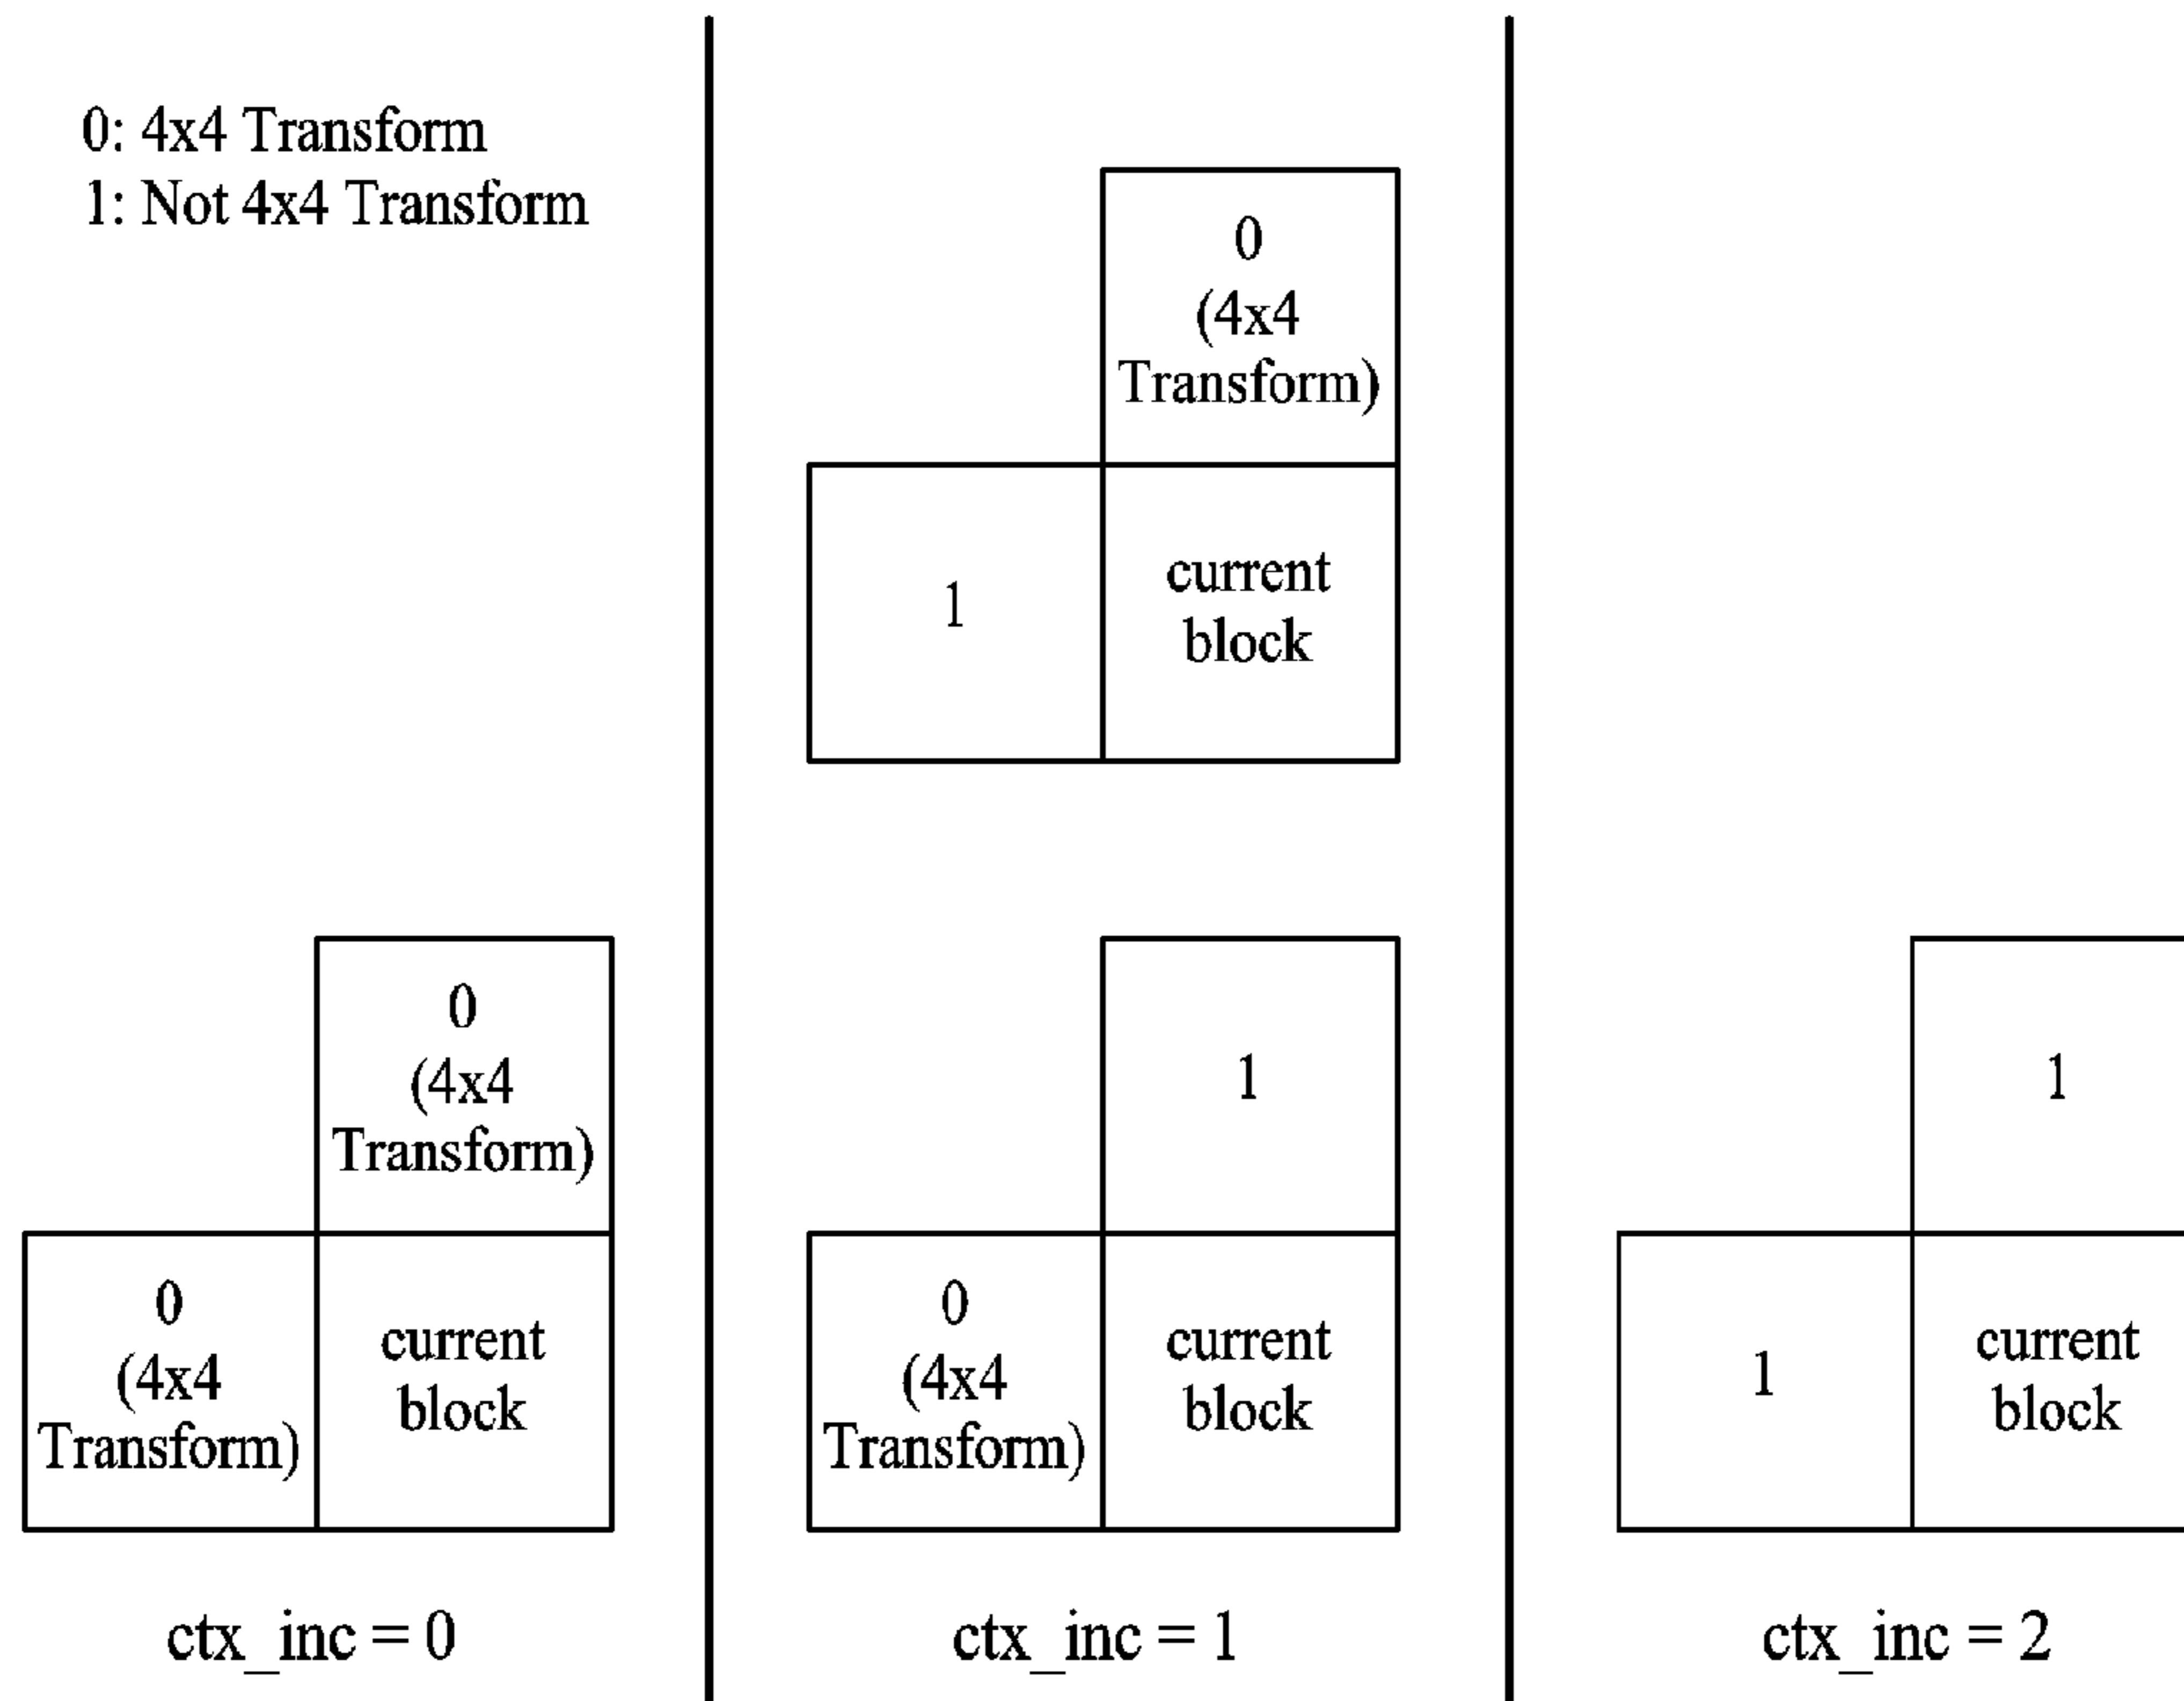 0: 4x4 Transform
1: Not 4x4 Transform
0
(4x4
Transform)
0
(4x4
Transform)
current
block
ctx_inc = 0
0
(4x4
Transform)
1
current
block
1
0
(4x4
Transform)
current
block
ctx_inc = 1
1
1
current
block
ctx_inc = 2